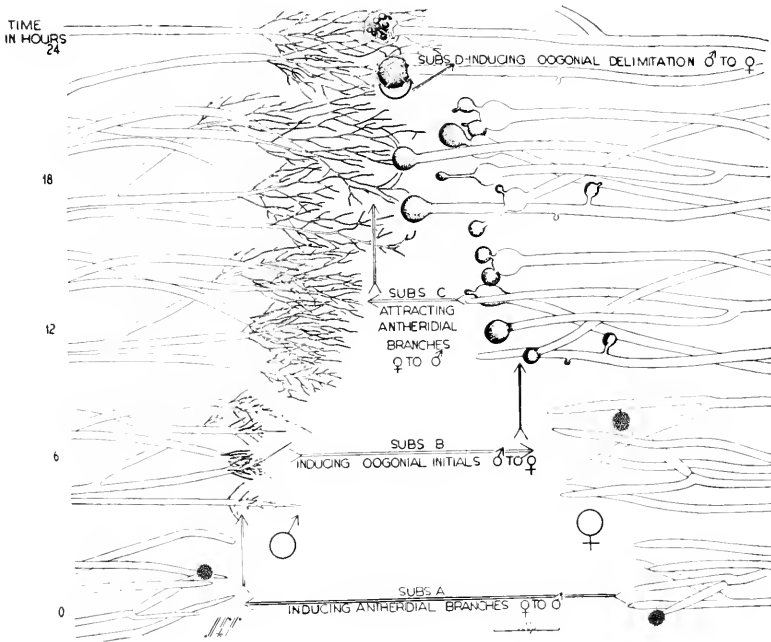 TIME
IN HOURS
24
SUBS D-INDUCING OOGONIAL DELIMITATION ♂ TO ♀
18
SUBS C
ATTRACTING
ANTHERIDIAL
BRANCHES
♀ TO ♂
12
SUBS B
6
INDUCING OOGONIAL INITIALS ♂ TO ♀
♂
♀
SUBS A
INDUCING ANTHERIDIAL BRANCHES ♀ TO ♂
0